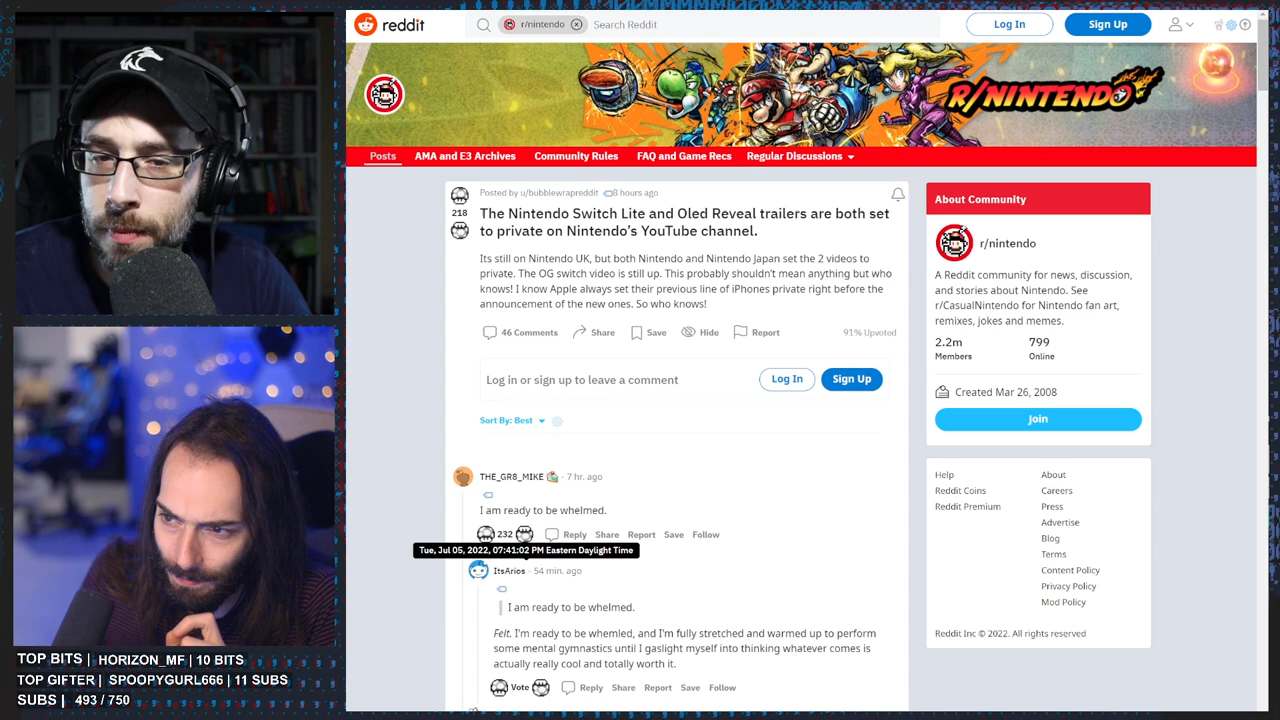 reddit
r/nintendo
Search Reddit
Log In
Sign Up
R/NINTENDO
Posts
AMA and E3 Archives
Community Rules
FAQ and Game Recs
Regular Discussions
218
Posted by u/bubblewrapreddit 8 hours ago
The Nintendo Switch Lite and Oled Reveal trailers are both set
to private on Nintendo's YouTube channel.
Its still on Nintendo UK, but both Nintendo and Nintendo Japan set the 2 videos to
private. The OG switch video is still up. This probably shouldn't mean anything but who
knows! I know Apple always set their previous line of iPhones private right before the
announcement of the new ones. So who knows!
46 Comments Share Save Hide Report 91% Upvoted
Log in or sign up to leave a comment Log In Sign Up
Sort By: Best
THE_GR8_MIKE · 7 hr. ago
I am ready to be whelmed.
232 Reply Share Report Save Follow
Tue, Jul 05, 2022, 07:41:02 PM Eastern Daylight Time
ItsArios · 54 min. ago
I am ready to be whelmed.
Felt. I'm ready to be whemled, and I'm fully stretched and warmed up to perform
some mental gymnastics until I gaslight myself into thinking whatever comes is
actually really cool and totally worth it.
Vote Reply Share Report Save Follow
About Community
r/nintendo
A Reddit community for news, discussion,
and stories about Nintendo. See
r/CasualNintendo for Nintendo fan art,
remixes, jokes and memes.
2.2m 799
Members Online
Created Mar 26, 2008
Join
Help About
Reddit Coins Careers
Reddit Premium Press
Advertise
Blog
Terms
Content Policy
Privacy Policy
Mod Policy
Reddit Inc © 2022. All rights reserved
TOP BITS | HORIZON_MF | 10 BITS
TOP GIFTER | SPOOPYGURL666 | 11 SUBS
SUBS | 493 / 750